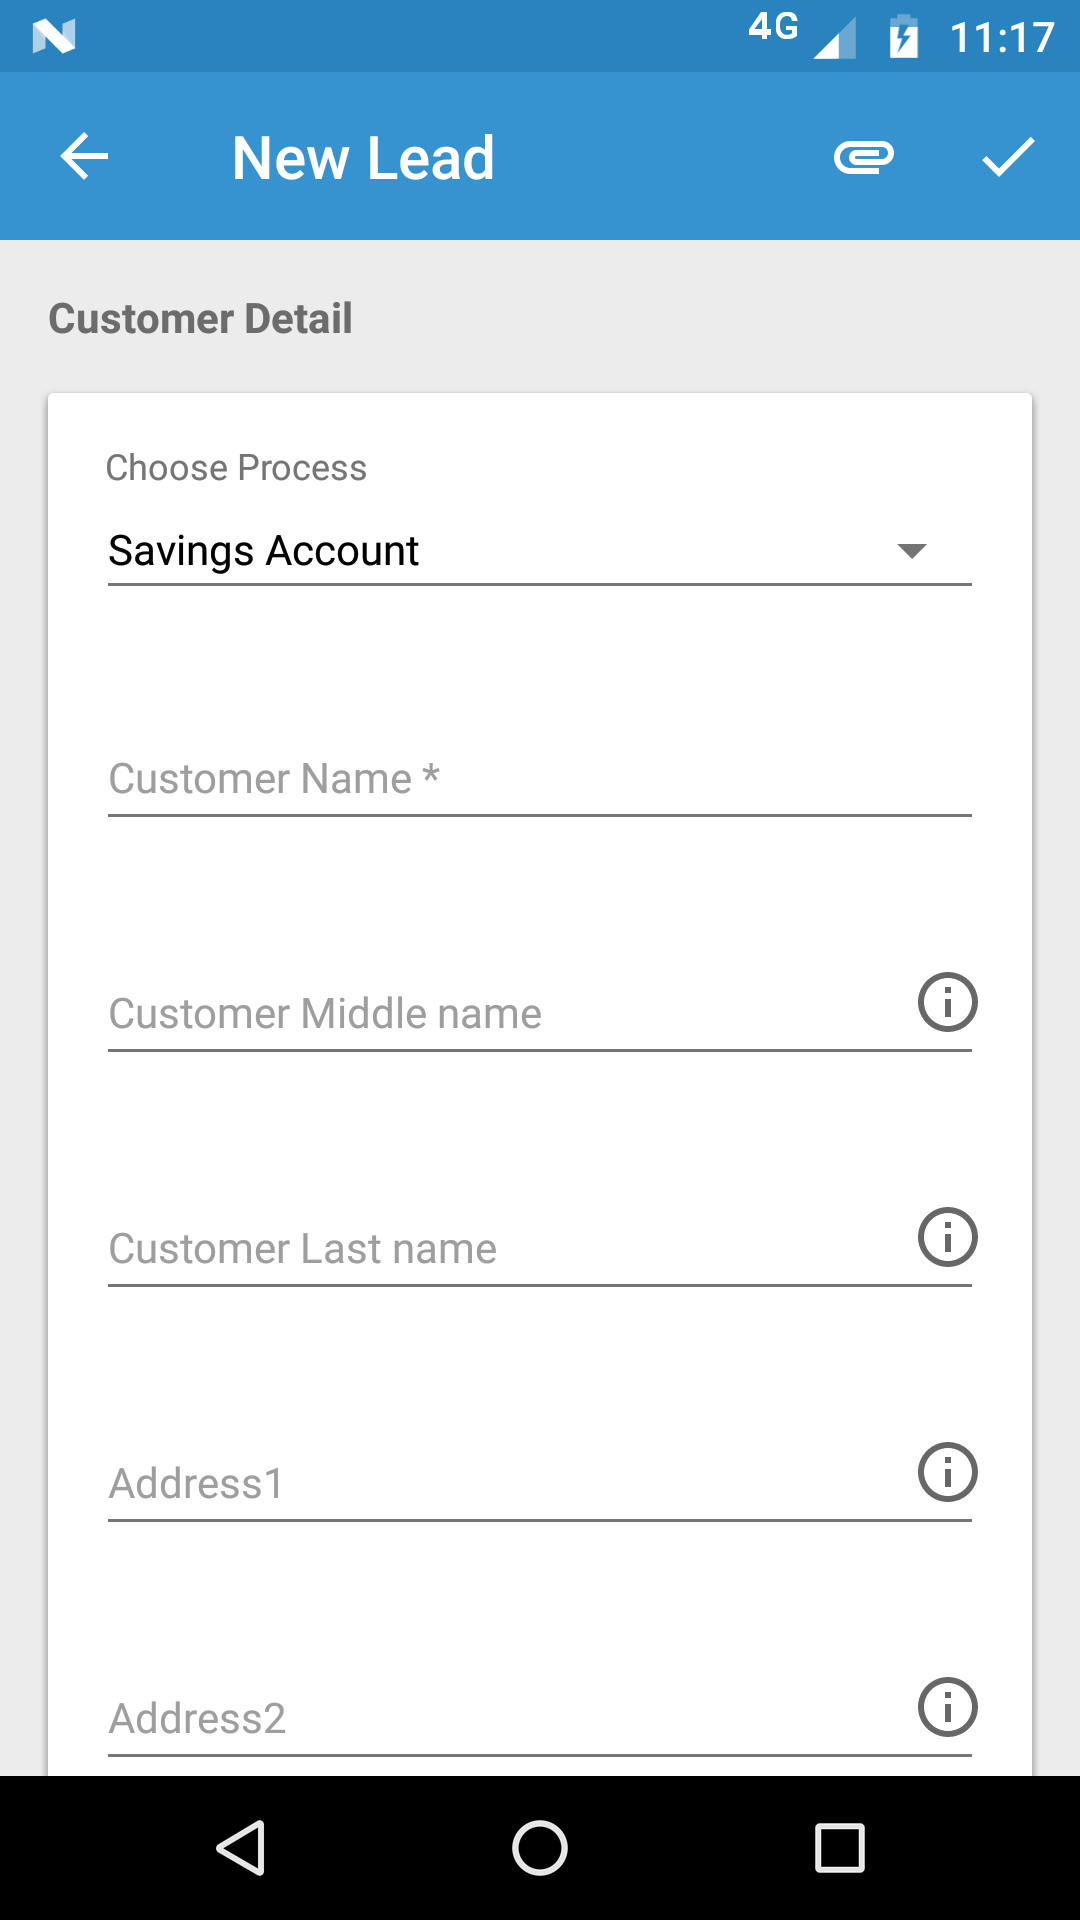 4G 11:17
New Lead
Customer Detail
Choose Process
Savings Account
Customer Name *
Customer Middle name
Customer Last name
Address1
Address2